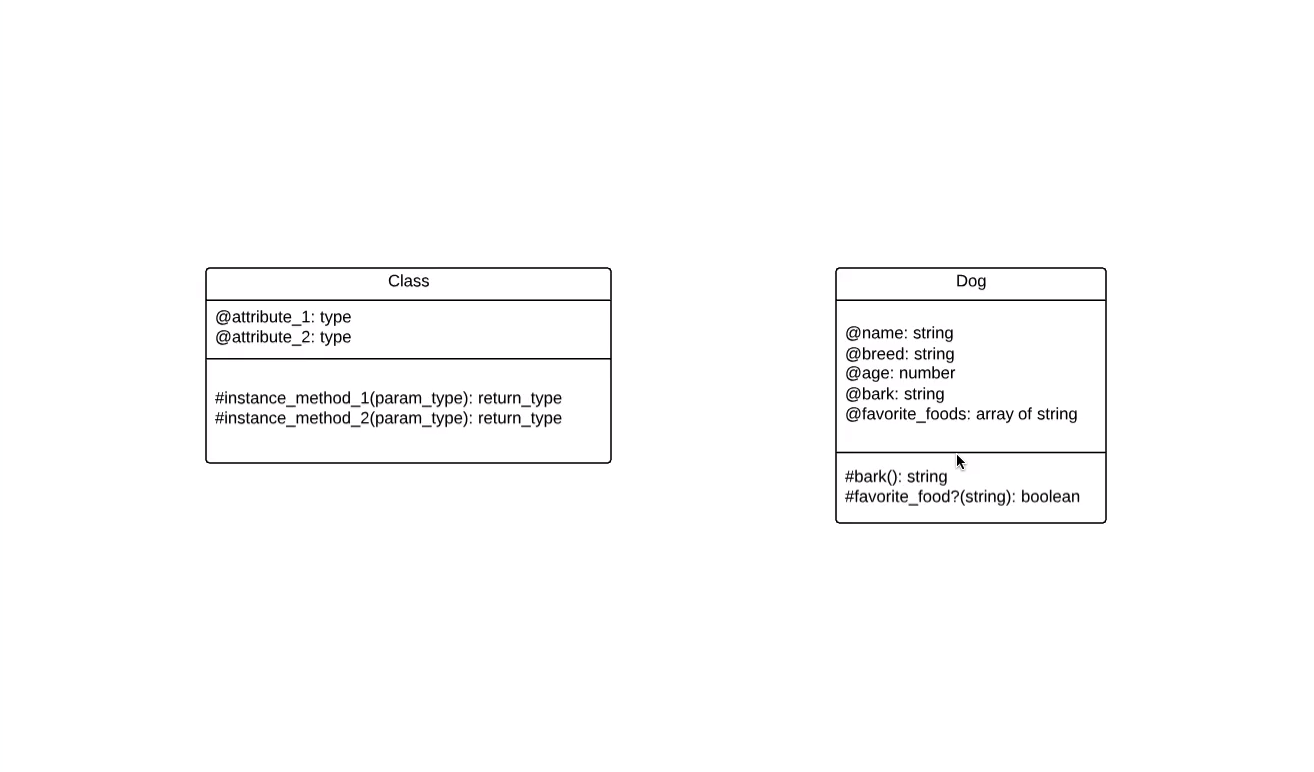 Class
@attribute_1: type
@attribute_2: type
#instance_method_1(param_type): return_type
#instance_method_2(param_type): return_type
Dog
@name: string
@breed: string
@age: number
@bark: string
@favorite_foods: array of string
#bark(): string
#favorite_food?(string): boolean